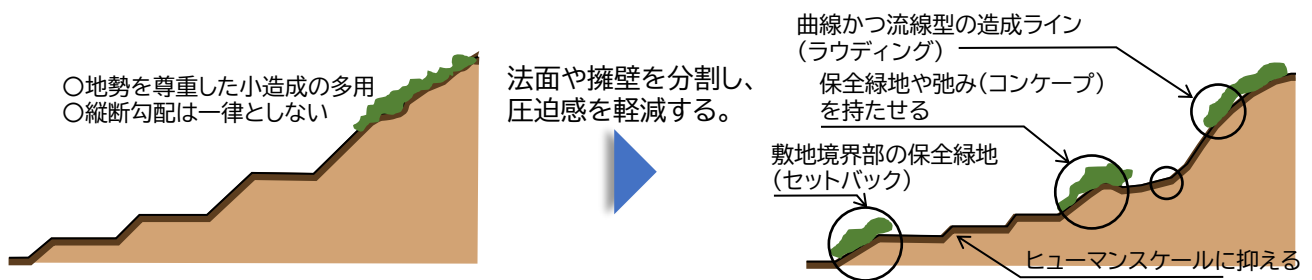 〇地勢を尊重した小造成の多用
〇縦断勾配は一律としない
法面や擁壁を分割し、
圧迫感を軽減する。
曲線かつ流線型の造成ライン
(ラウディング)
保全緑地や弛み(コンケープ)
を持たせる
敷地境界部の保全緑地
(セットバック)
ヒューマンスケールに抑える